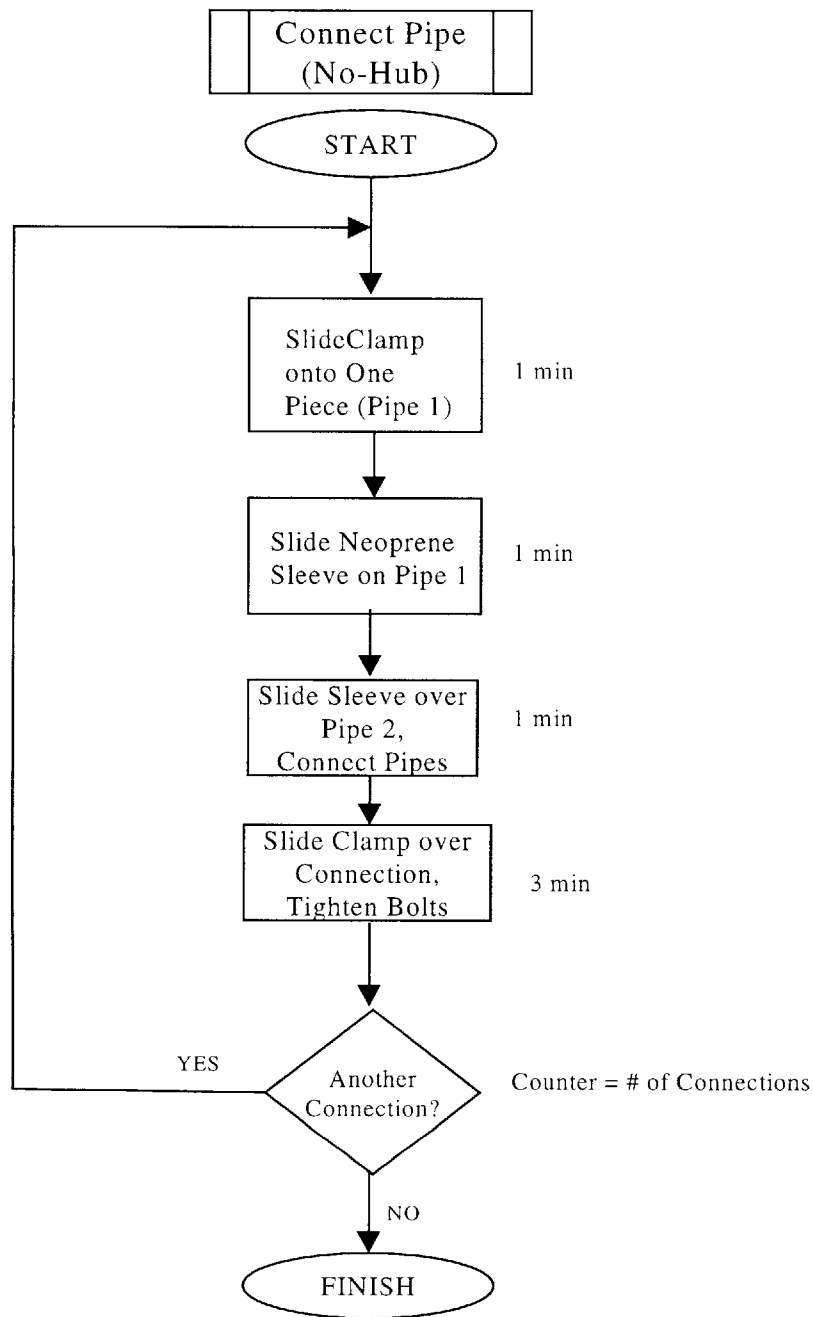 Connect Pipe
(No-Hub)
START
SlideClamp
onto One
Piece (Pipe 1)
1 min
Slide Neoprene
Sleeve on Pipe 1
1 min
Slide Sleeve over
Pipe 2,
Connect Pipes
1 min
Slide Clamp over
Connection,
Tighten Bolts
3 min
YES
Another
Connection?
Counter = # of Connections
NO
FINISH